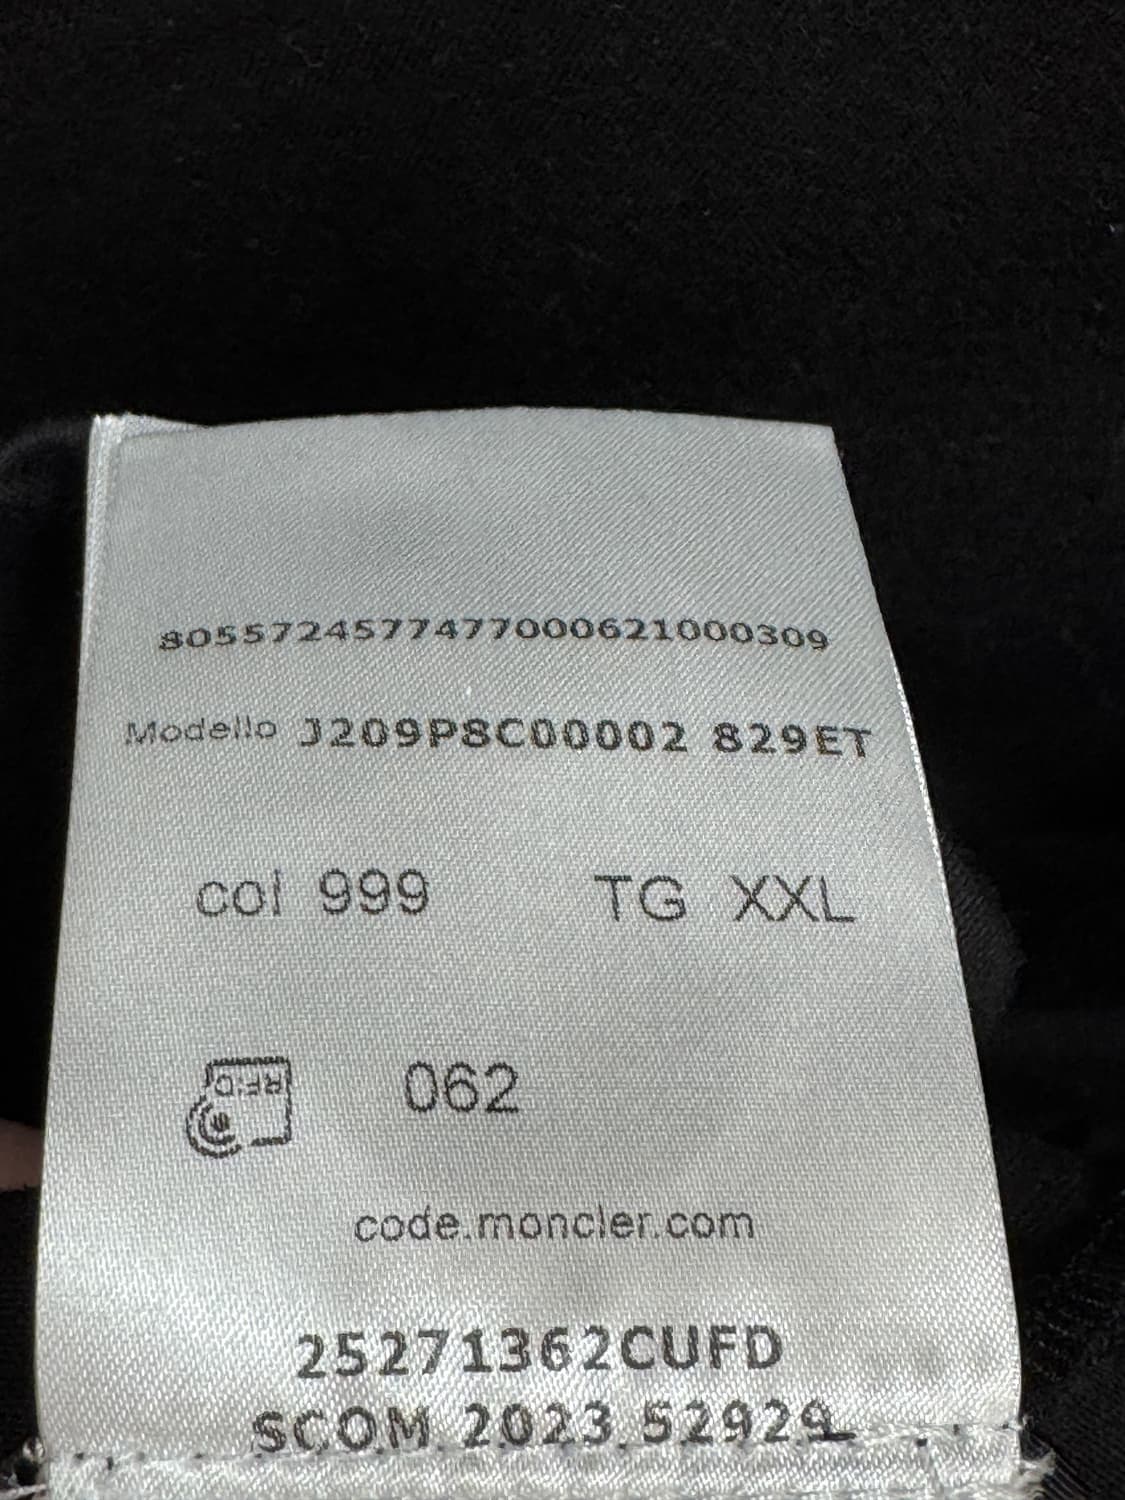 8055724577477000621000309
Modello J209P8C00002 829ET
col 999 TG XXL
RFID 062
code.moncler.com
25271362CUFD
SCOM 2023 52929